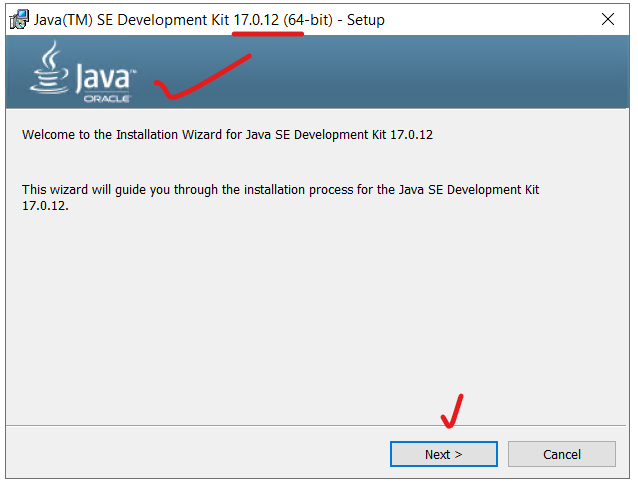 Java(TM) SE Development Kit 17.0.12 (64-bit) - Setup
Java™
ORACLE
Welcome to the Installation Wizard for Java SE Development Kit 17.0.12
This wizard will guide you through the installation process for the Java SE Development Kit
17.0.12.
Next > Cancel